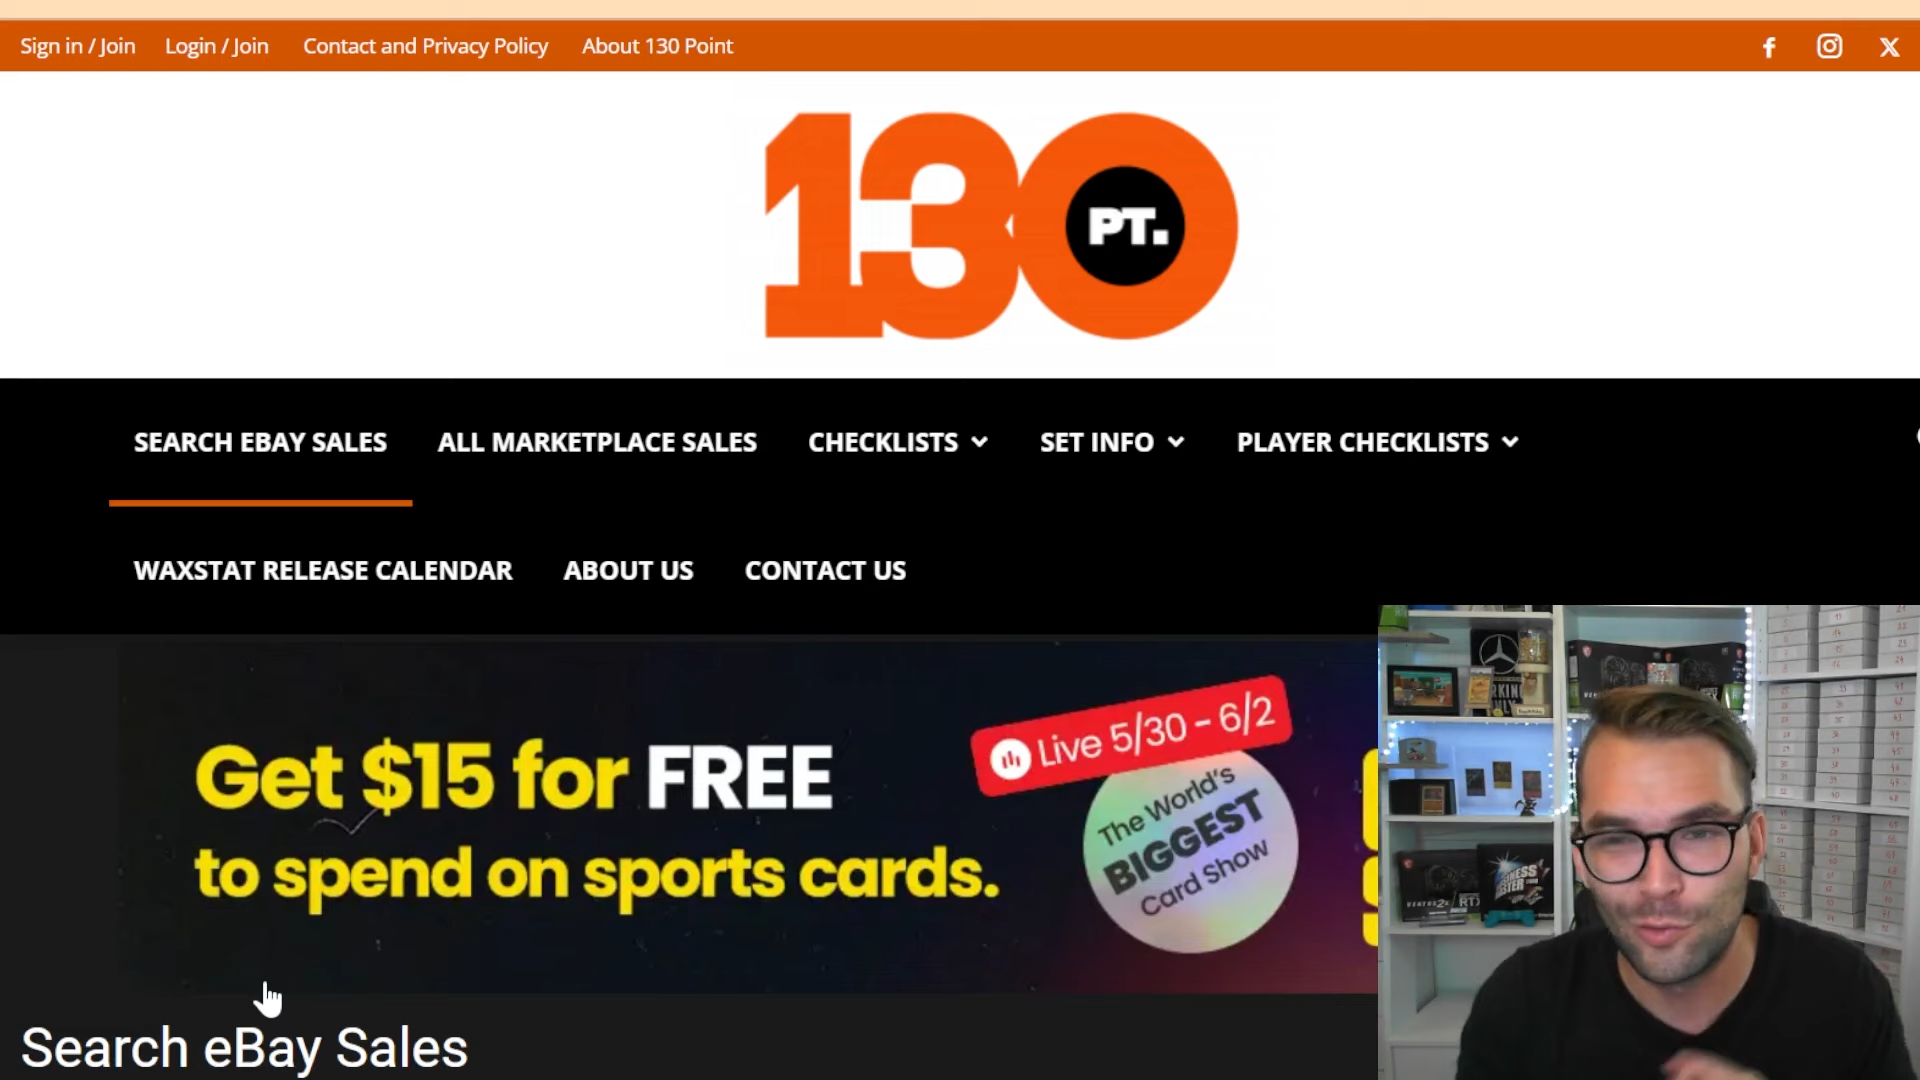 Sign in / Join Login / Join Contact and Privacy Policy About 130 Point
130
PT.
SEARCH EBAY SALES ALL MARKETPLACE SALES CHECKLISTS SET INFO PLAYER CHECKLISTS
WAXSTAT RELEASE CALENDAR ABOUT US CONTACT US
Get $15 for FREE
to spend on sports cards.
Live 5/30 - 6/2
The World's
BIGGEST
Card Show
Search eBay Sales